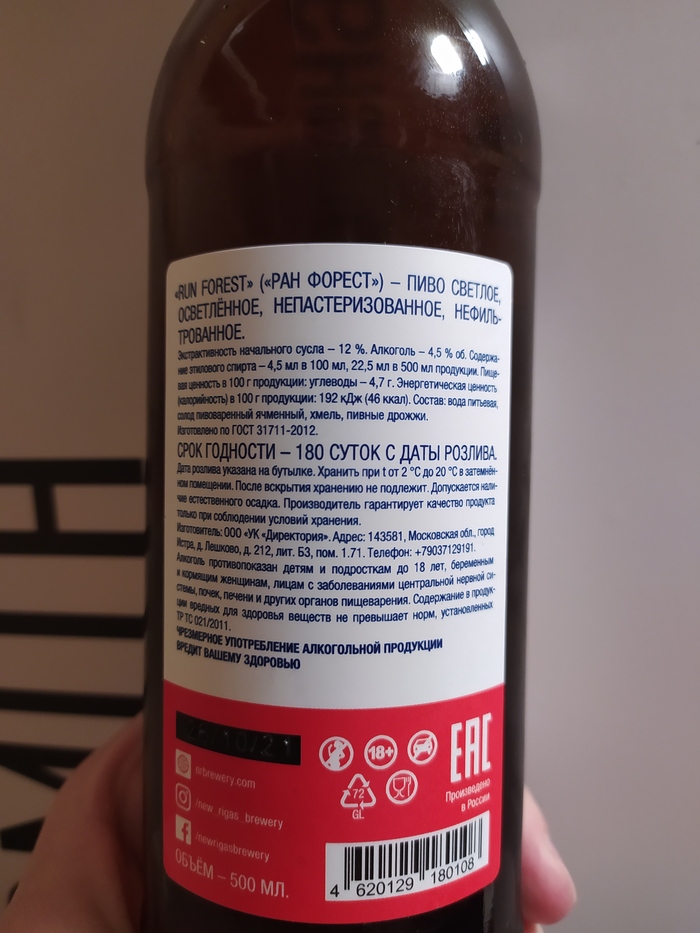 «RUN FOREST» («РАН ФОРЕСТ») – ПИВО СВЕТЛОЕ,
ОСВЕТЛЁННОЕ, НЕПАСТЕРИЗОВАННОЕ, НЕФИЛЬ-
ТРОВАННОЕ.
Экстрактивность начального сусла – 12 %. Алкоголь – 4,5 % об. Содержа-
ние этилового спирта – 4,5 мл в 100 мл, 22,5 мл в 500 мл продукции. Пище-
вая ценность в 100 г продукции: углеводы – 4,7 г. Энергетическая ценность
(калорийность) в 100 г продукции: 192 кДж (46 ккал). Состав: вода питьевая,
солод пивоваренный ячменный, хмель, пивные дрожжи.
Изготовлено по ГОСТ 31711-2012.
СРОК ГОДНОСТИ – 180 СУТОК С ДАТЫ РОЗЛИВА.
Дата розлива указана на бутылке. Хранить при t от 2 °С до 20 °С в затемнён-
ном помещении. После вскрытия хранению не подлежит. Допускается нали-
чие естественного осадка. Производитель гарантирует качество продукта
только при соблюдении условий хранения.
Изготовитель: ООО «УК «Директория». Адрес: 143581, Московская обл., город
Истра, д. Лешково, д. 212, лит. Б3, пом. 1.71. Телефон: +79037129191.
Алкоголь противопоказан детям и подросткам до 18 лет, беременным
и кормящим женщинам, лицам с заболеваниями центральной нервной си-
стемы, почек, печени и других органов пищеварения. Содержание в продук-
ции вредных для здоровья веществ не превышает норм, установленных
ТР ТС 021/2011.
ЧРЕЗМЕРНОЕ УПОТРЕБЛЕНИЕ АЛКОГОЛЬНОЙ ПРОДУКЦИИ
ВРЕДИТ ВАШЕМУ ЗДОРОВЬЮ
/10/21
18+
EAC
nrbrewery.com
72
GL
Произведено
в России
/new_rigas_brewery
/newrigasbrewery
ОБЪЁМ – 500 МЛ.
4 620129 180108